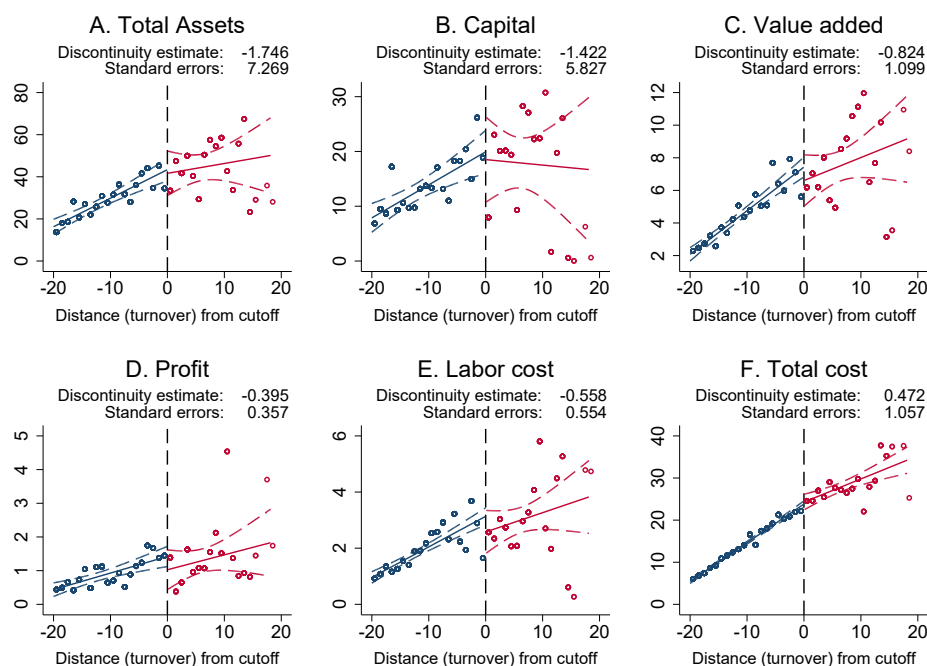 A. Total Assets
Discontinuity estimate: -1.746
Standard errors: 7.269
80
60
40
20
0
-20 -10 0 10 20
Distance (turnover) from cutoff
B. Capital
Discontinuity estimate: -1.422
Standard errors: 5.827
30
20
10
0
-20 -10 0 10 20
Distance (turnover) from cutoff
C. Value added
Discontinuity estimate: -0.824
Standard errors: 1.099
12
10
8
6
4
2
-20 -10 0 10 20
Distance (turnover) from cutoff
D. Profit
Discontinuity estimate: -0.395
Standard errors: 0.357
5
4
3
2
1
0
-20 -10 0 10 20
Distance (turnover) from cutoff
E. Labor cost
Discontinuity estimate: -0.558
Standard errors: 0.554
6
4
2
0
-20 -10 0 10 20
Distance (turnover) from cutoff
F. Total cost
Discontinuity estimate: 0.472
Standard errors: 1.057
40
30
20
10
0
-20 -10 0 10 20
Distance (turnover) from cutoff